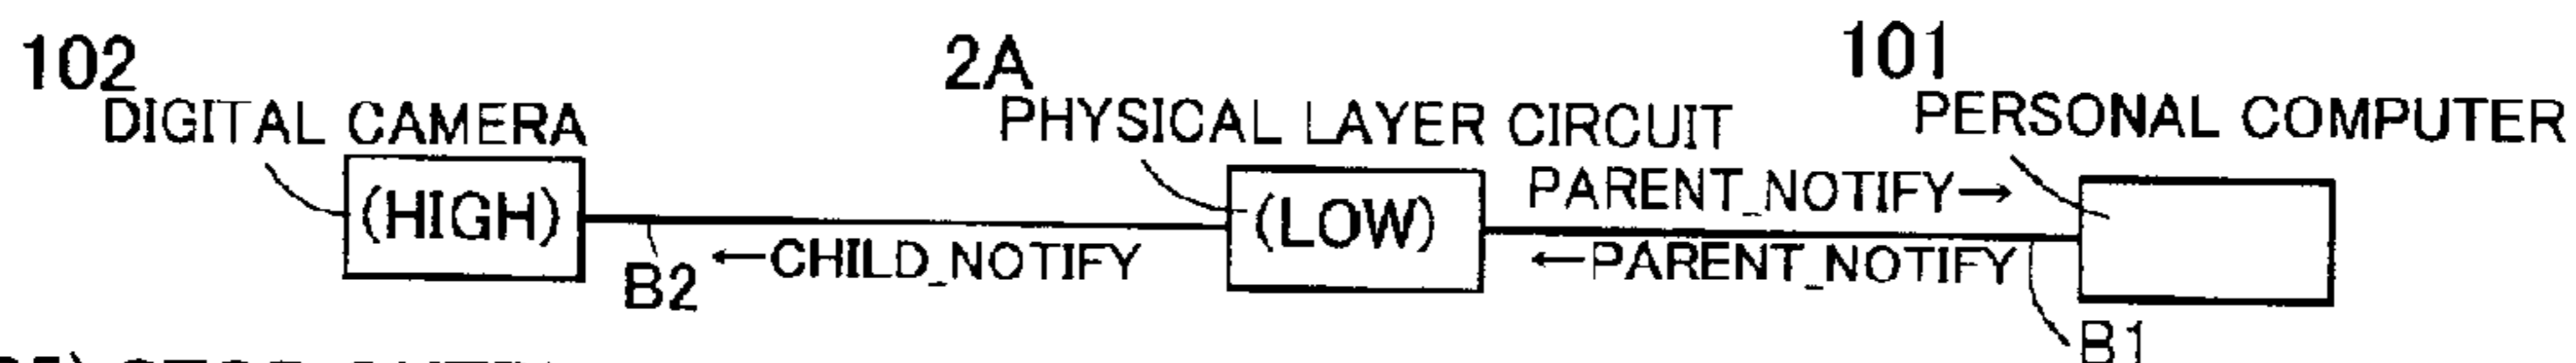 102
DIGITAL CAMERA
(HIGH)
B2
←CHILD_NOTIFY
2A
PHYSICAL LAYER CIRCUIT
(LOW)
PARENT_NOTIFY→
←PARENT_NOTIFY
101
PERSONAL COMPUTER
B1